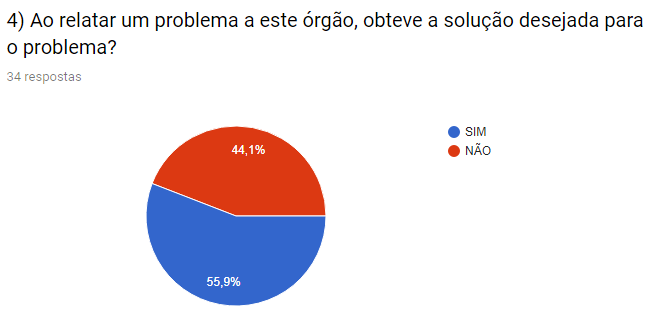 4) Ao relatar um problema a este órgão, obteve a solução desejada para
o problema?
34 respostas
SIM
NÃO
44,1%
55,9%